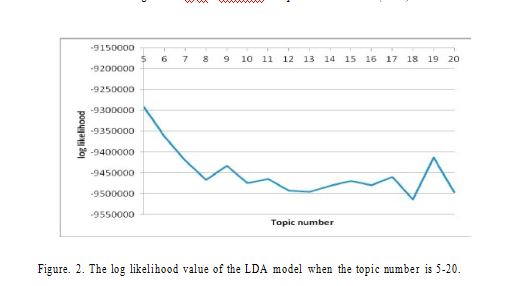 -9150000
5 6 7 8 9 10 11 12 13 14 15 16 17 18 19 20
-9200000
-9250000
-9300000
-9350000
-9400000
-9450000
-9500000
-9550000
log likelihood
Topic number
Figure. 2. The log likelihood value of the LDA model when the topic number is 5-20.